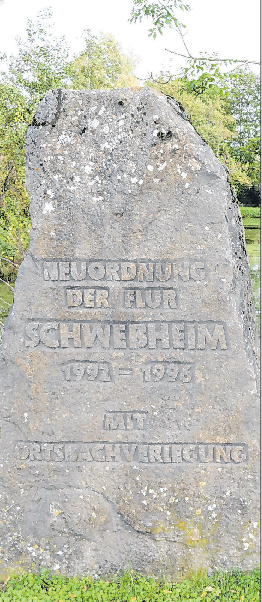 NEUORDNUNG
DER FLUR
SCHWEBHEIM
1992 - 1996
MIT
ORTSBACHVERLEGUNG